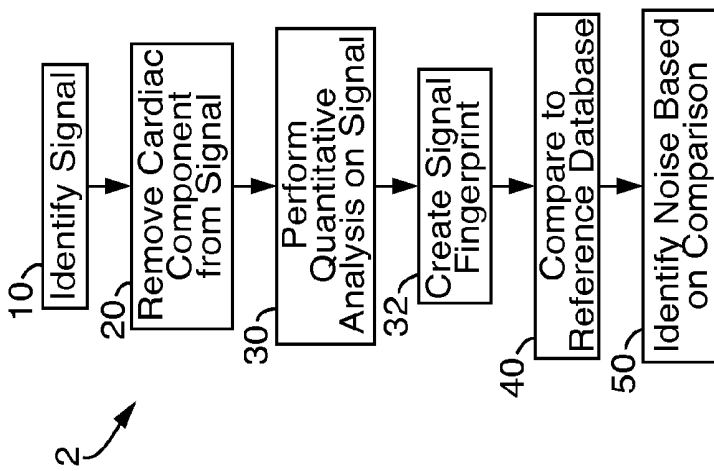 2
10
Identify Signal
20
Remove Cardiac
Component
from Signal
30
Perform
Quantitative
Analysis on Signal
32
Create Signal
Fingerprint
40
Compare to
Reference Database
50
Identify Noise Based
on Comparison